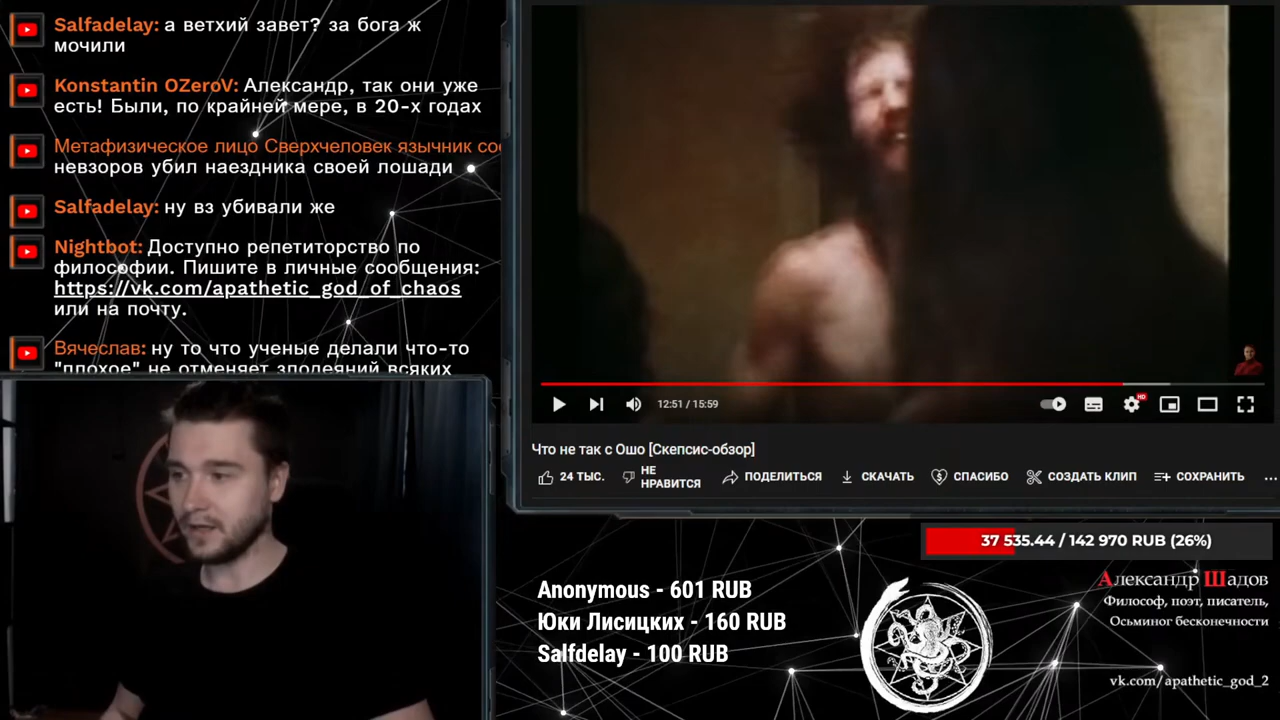 Salfadelay: а ветхий завет? за бога ж
мочили
Konstantin OZeroV: Александр, так они уже
есть! Были, по крайней мере, в 20-х годах
Метафизическое лицо Сверхчеловек язычник
невзоров убил наездника своей лошади
Salfadelay: ну вз убивали же
Nightbot: Доступно репетиторство по
философии. Пишите в личные сообщения:
https://vk.com/apathetic_god_of_chaos
или на почту.
Вячеслав: ну то что ученые делали что-то
"плохое" не отменяет злодеяний всяких
12:51 / 15:59
HD
Что не так с Ошо [Скепсис-обзор]
24 ТЫС.
НЕ
НРАВИТСЯ
ПОДЕЛИТЬСЯ
СКАЧАТЬ
СПАСИБО
СОЗДАТЬ КЛИП
СОХРАНИТЬ
37 535.44 / 142 970 RUB (26%)
Anonymous - 601 RUB
Юки Лисицких - 160 RUB
Salfdelay - 100 RUB
Александр Шадов
Философ, поэт, писатель,
Осьминог бесконечности
vk.com/apathetic_god_2